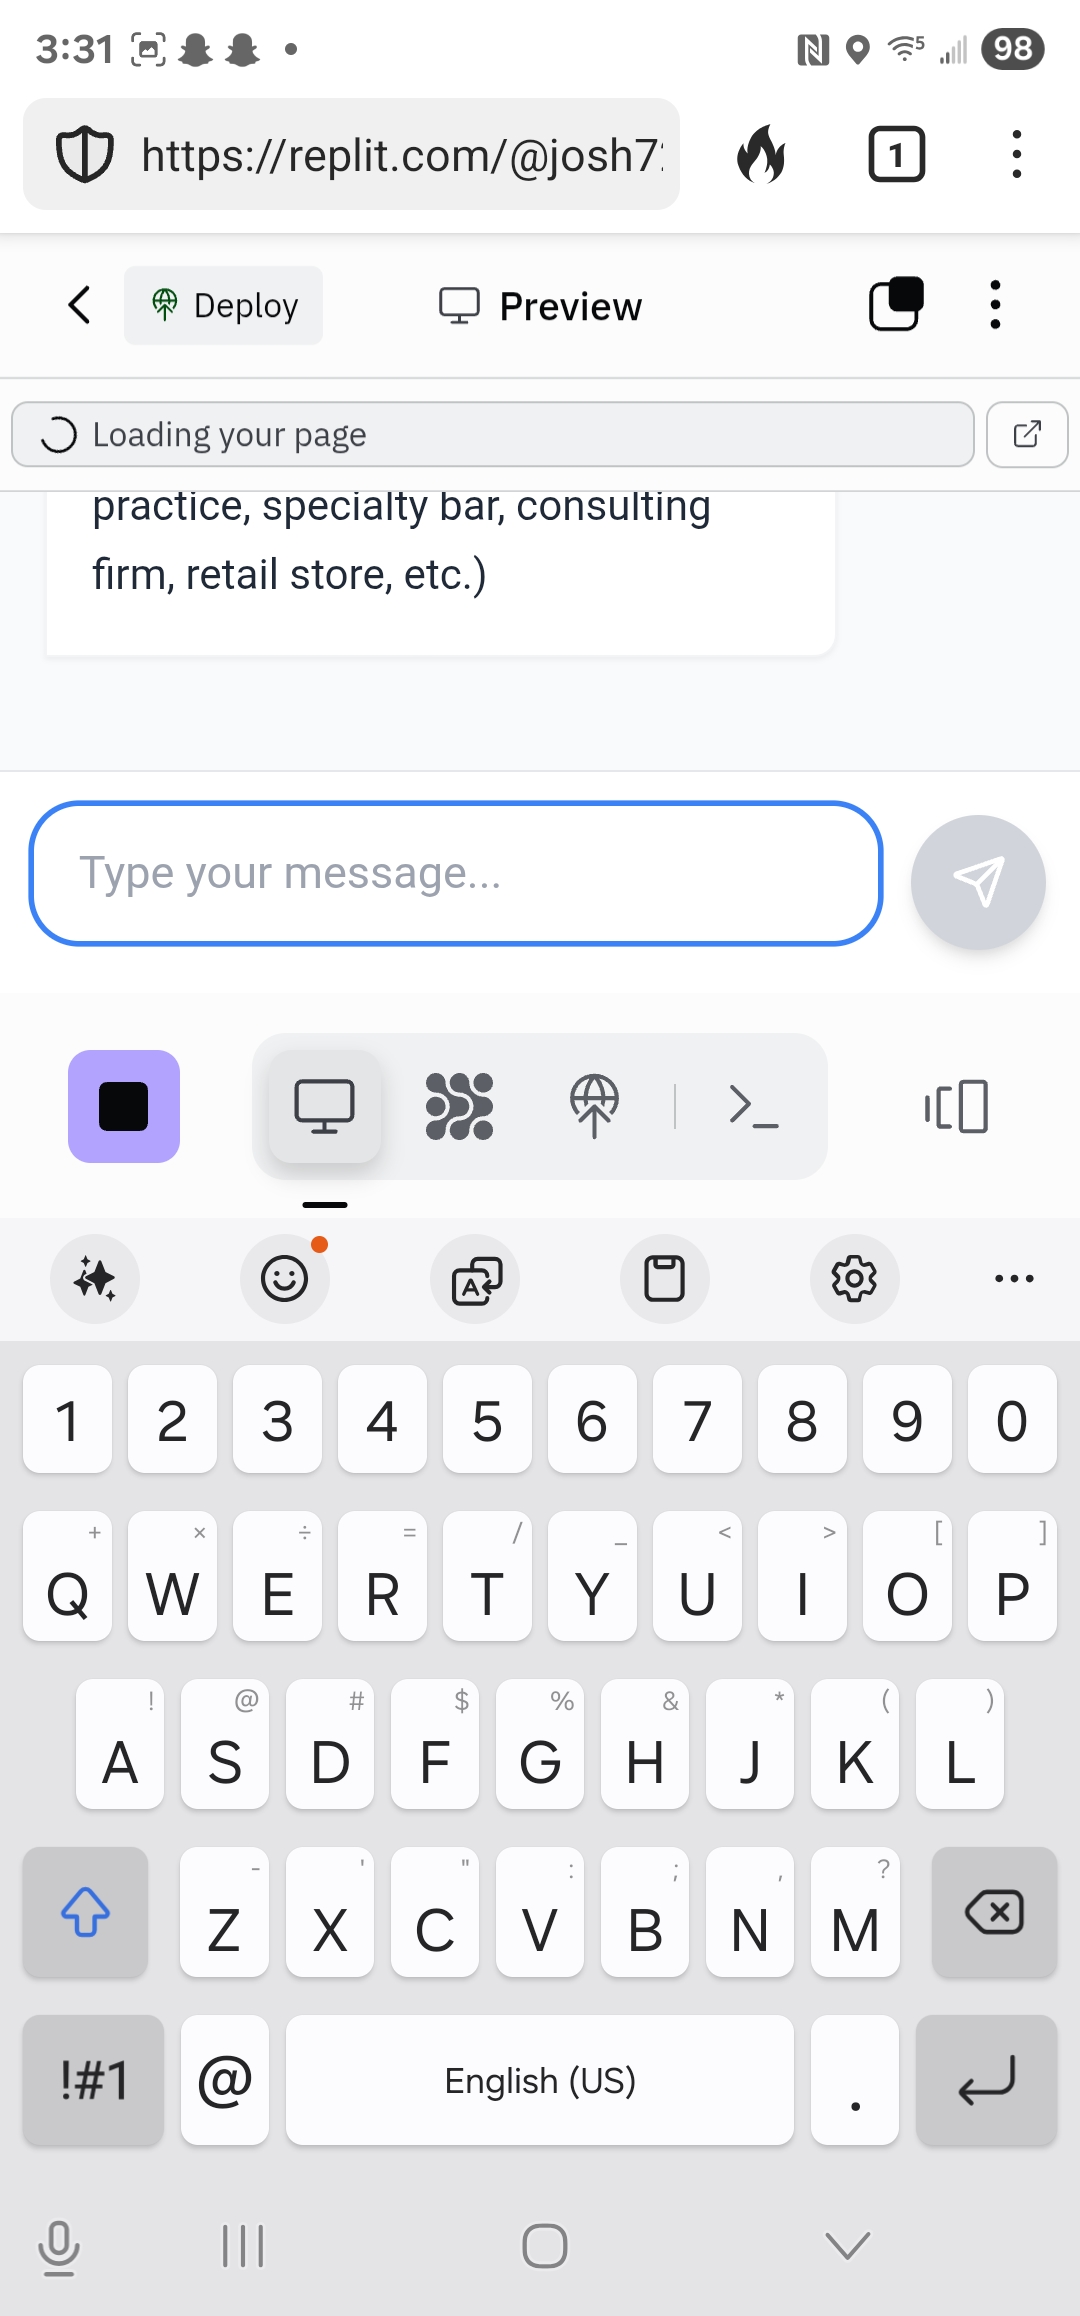 3:31
98
https://replit.com/@josh7
1
Deploy
Preview
Loading your page
practice, specialty bar, consulting
firm, retail store, etc.)
Type your message...
1 2 3 4 5 6 7 8 9 0
+ × ÷ = / _ < > [ ]
Q W E R T Y U I O P
! @ # $ % & * ( )
A S D F G H J K L
- ' " : ; , ?
Z X C V B N M
!#1 @ English (US) .